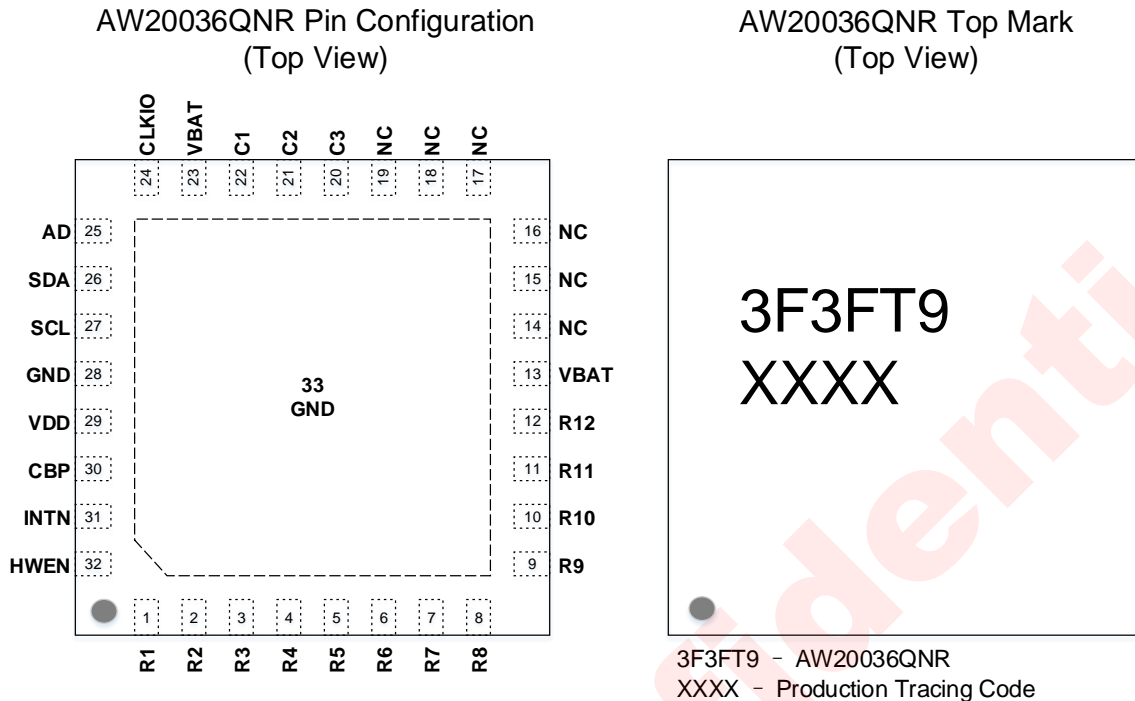 AW20036QNR Pin Configuration
(Top View)
CLKIO
VBAT
C1
C2
C3
NC
NC
NC
24
23
22
21
20
19
18
17
AD 25
SDA 26
SCL 27
GND 28
VDD 29
CBP 30
INTN 31
HWEN 32
33
GND
16 NC
15 NC
14 NC
13 VBAT
12 R12
11 R11
10 R10
9 R9
1
2
3
4
5
6
7
8
R1
R2
R3
R4
R5
R6
R7
R8
AW20036QNR Top Mark
(Top View)
3F3FT9
XXXX
3F3FT9 – AW20036QNR
XXXX – Production Tracing Code
fidenti